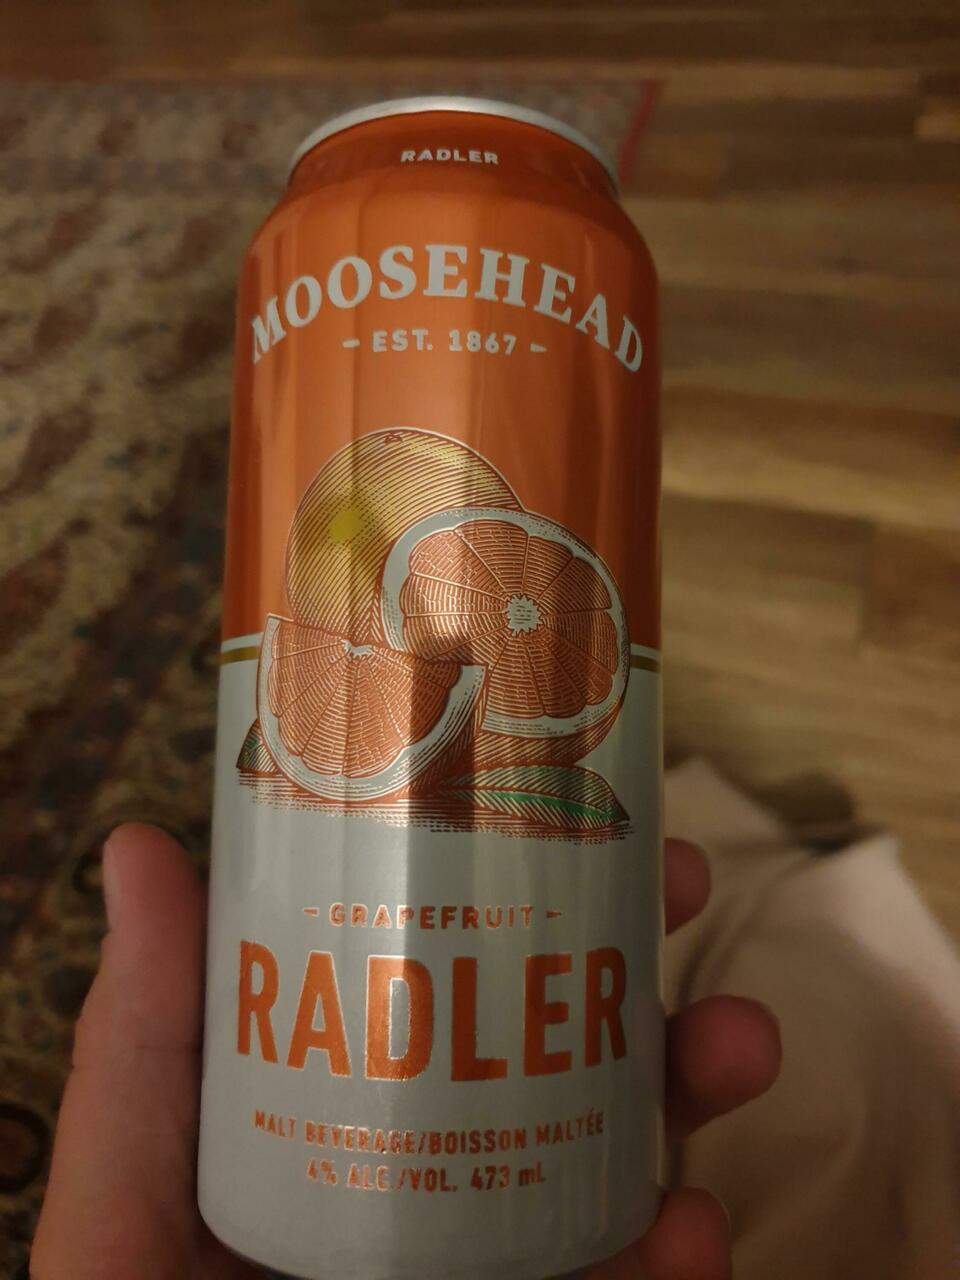 RADLER
MOOSEHEAD
- EST. 1867 -
- GRAPEFRUIT -
RADLER
MALT BEVERAGE/BOISSON MALTÉE
4% ALC./VOL. 473 mL